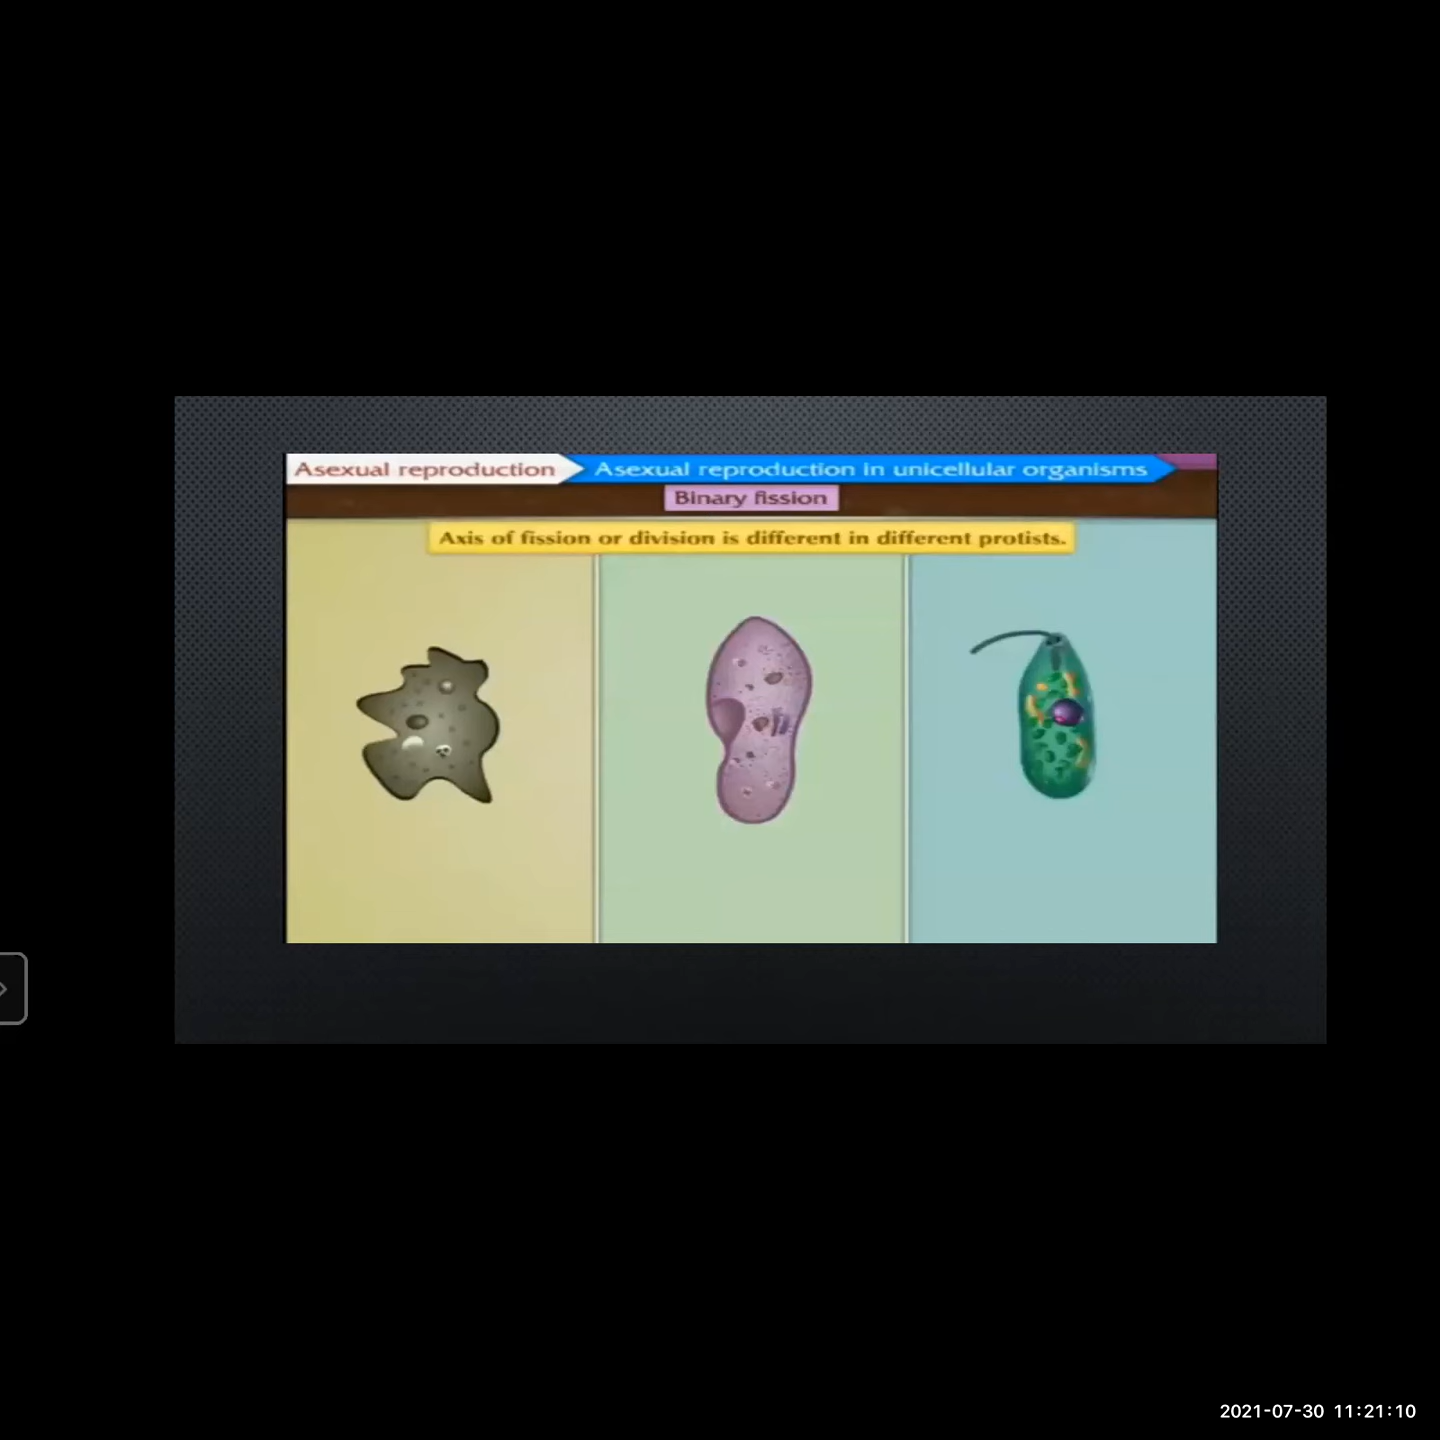 Asexual reproduction
Asexual reproduction in unicellular organisms
Binary fission
Axis of fission or division is different in different protists.
2021-07-30 11:21:10